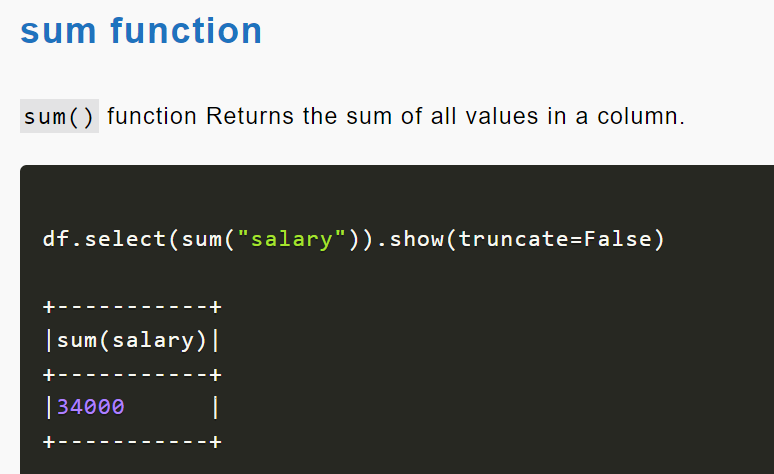 sum function
sum() function Returns the sum of all values in a column.
df.select(sum("salary")).show(truncate=False)
+-----------+
|sum(salary)|
+-----------+
|34000      |
+-----------+